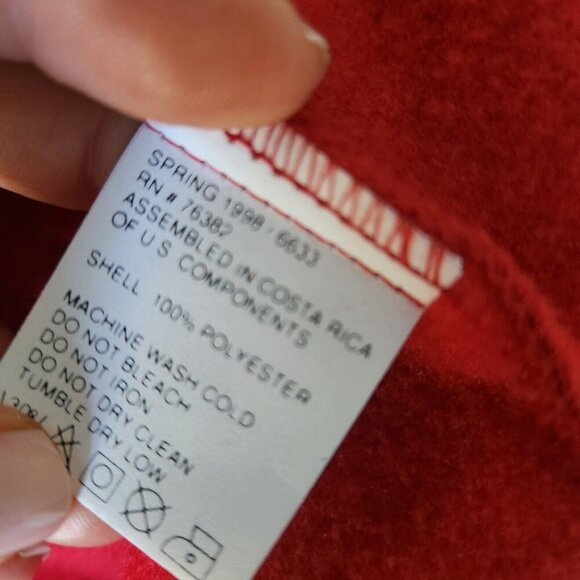 SPRING 1998 - 6633
RN # 76382
ASSEMBLED IN COSTA RICA
OF U S COMPONENTS
SHELL 100% POLYESTER
MACHINE WASH COLD
DO NOT BLEACH
DO NOT IRON
DO NOT DRY CLEAN
TUMBLE DRY LOW